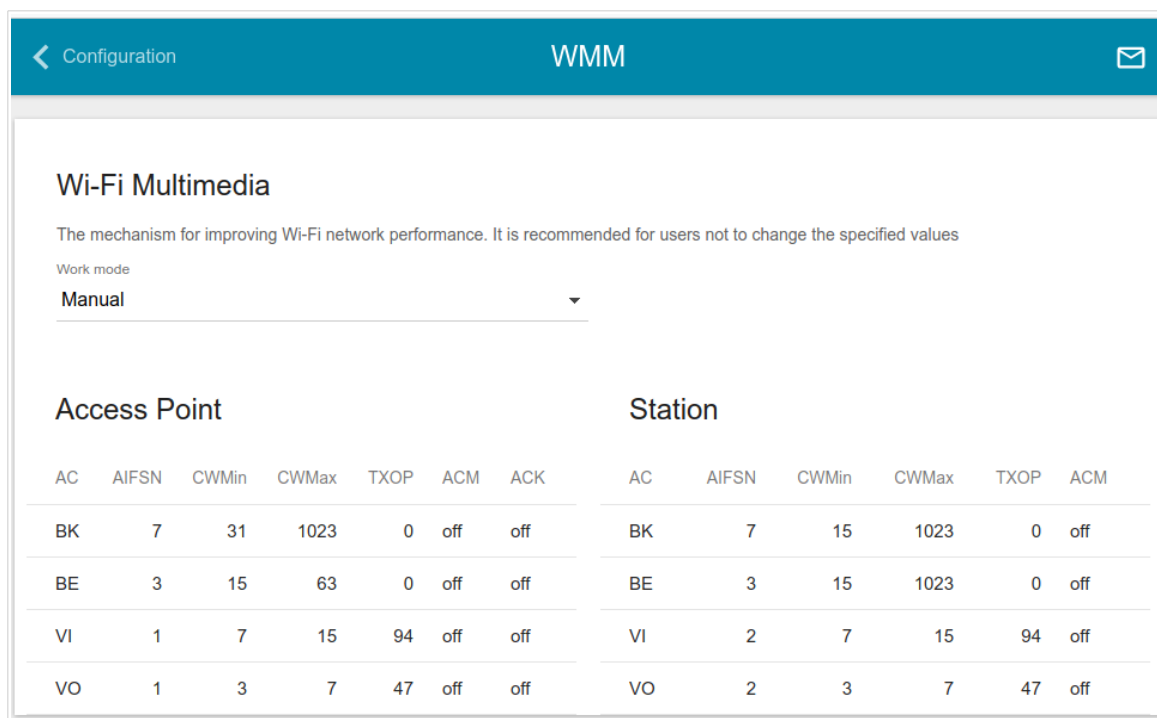 Configuration WMM
Wi-Fi Multimedia
The mechanism for improving Wi-Fi network performance. It is recommended for users not to change the specified values
Work mode
Manual
Access Point
AC AIFSN CWMin CWMax TXOP ACM ACK
BK 7 31 1023 0 off off
BE 3 15 63 0 off off
VI 1 7 15 94 off off
VO 1 3 7 47 off off
Station
AC AIFSN CWMin CWMax TXOP ACM
BK 7 15 1023 0 off
BE 3 15 1023 0 off
VI 2 7 15 94 off
VO 2 3 7 47 off